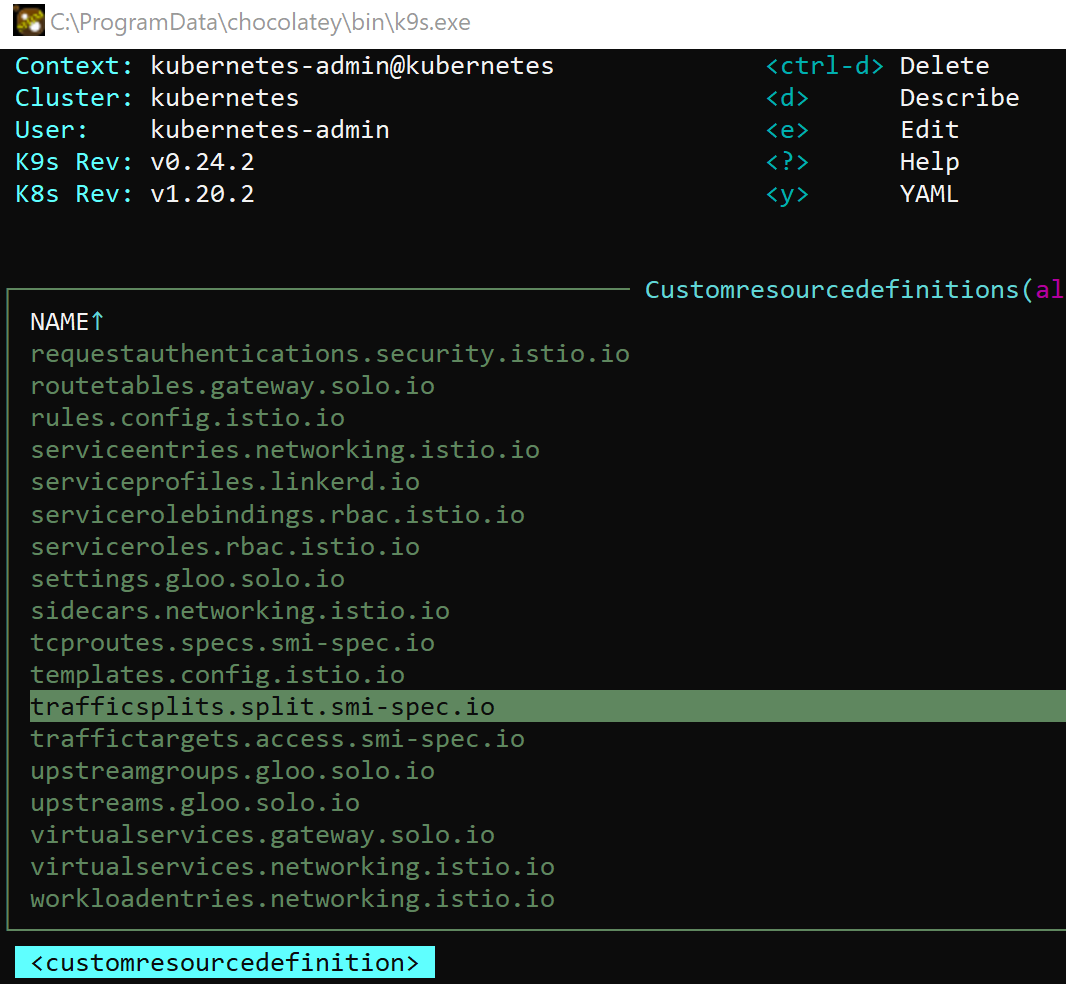 C:\ProgramData\chocolatey\bin\k9s.exe
Context: kubernetes-admin@kubernetes <ctrl-d> Delete
Cluster: kubernetes <d> Describe
User: kubernetes-admin <e> Edit
K9s Rev: v0.24.2 <?> Help
K8s Rev: v1.20.2 <y> YAML
Customresourcedefinitions(al
NAME↑
requestauthentications.security.istio.io
routetables.gateway.solo.io
rules.config.istio.io
serviceentries.networking.istio.io
serviceprofiles.linkerd.io
servicerolebindings.rbac.istio.io
serviceroles.rbac.istio.io
settings.gloo.solo.io
sidecars.networking.istio.io
tcproutes.specs.smi-spec.io
templates.config.istio.io
trafficsplits.split.smi-spec.io
traffictargets.access.smi-spec.io
upstreamgroups.gloo.solo.io
upstreams.gloo.solo.io
virtualservices.gateway.solo.io
virtualservices.networking.istio.io
workloadentries.networking.istio.io
<customresourcedefinition>